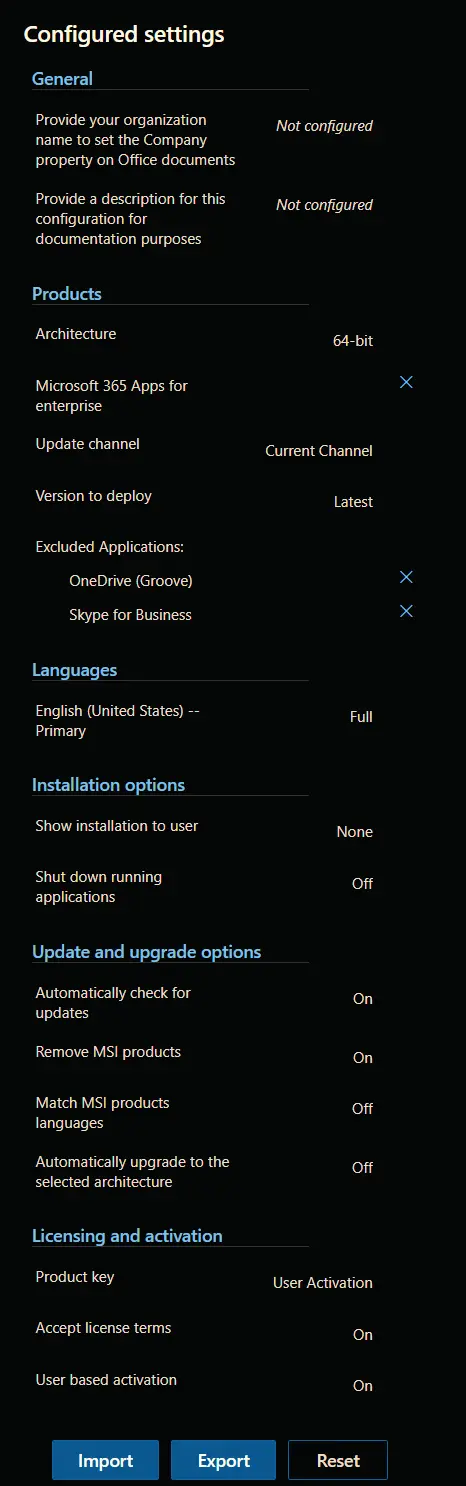 Configured settings
General
Provide your organization
name to set the Company
property on Office documents
Not configured
Provide a description for this
configuration for
documentation purposes
Not configured
Products
Architecture
64-bit
Microsoft 365 Apps for
enterprise
Update channel
Current Channel
Version to deploy
Latest
Excluded Applications:
OneDrive (Groove)
Skype for Business
Languages
English (United States) --
Primary
Full
Installation options
Show installation to user
None
Shut down running
applications
Off
Update and upgrade options
Automatically check for
updates
On
Remove MSI products
On
Match MSI products
languages
Off
Automatically upgrade to the
selected architecture
Off
Licensing and activation
Product key
User Activation
Accept license terms
On
User based activation
On
Import
Export
Reset